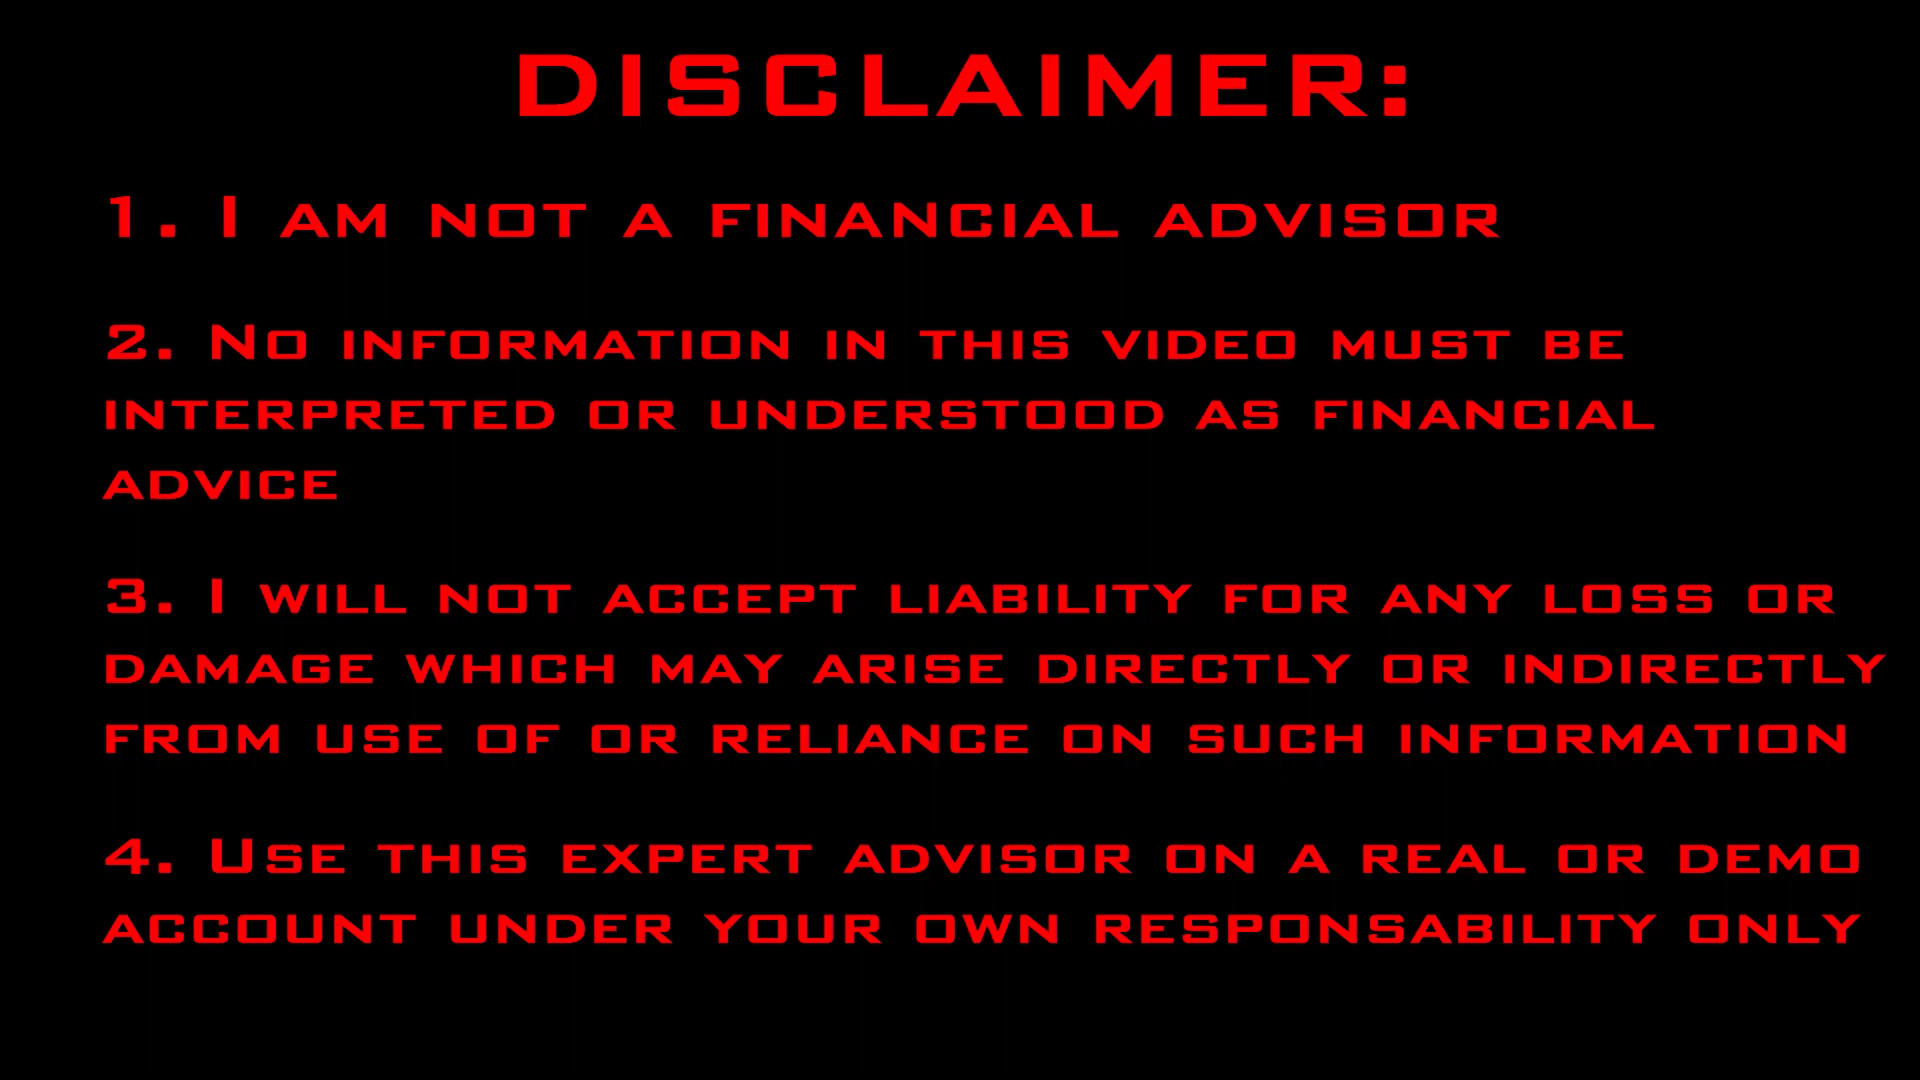 DISCLAIMER:
1. I AM NOT A FINANCIAL ADVISOR
2. NO INFORMATION IN THIS VIDEO MUST BE
INTERPRETED OR UNDERSTOOD AS FINANCIAL
ADVICE
3. I WILL NOT ACCEPT LIABILITY FOR ANY LOSS OR
DAMAGE WHICH MAY ARISE DIRECTLY OR INDIRECTLY
FROM USE OF OR RELIANCE ON SUCH INFORMATION
4. USE THIS EXPERT ADVISOR ON A REAL OR DEMO
ACCOUNT UNDER YOUR OWN RESPONSABILITY ONLY